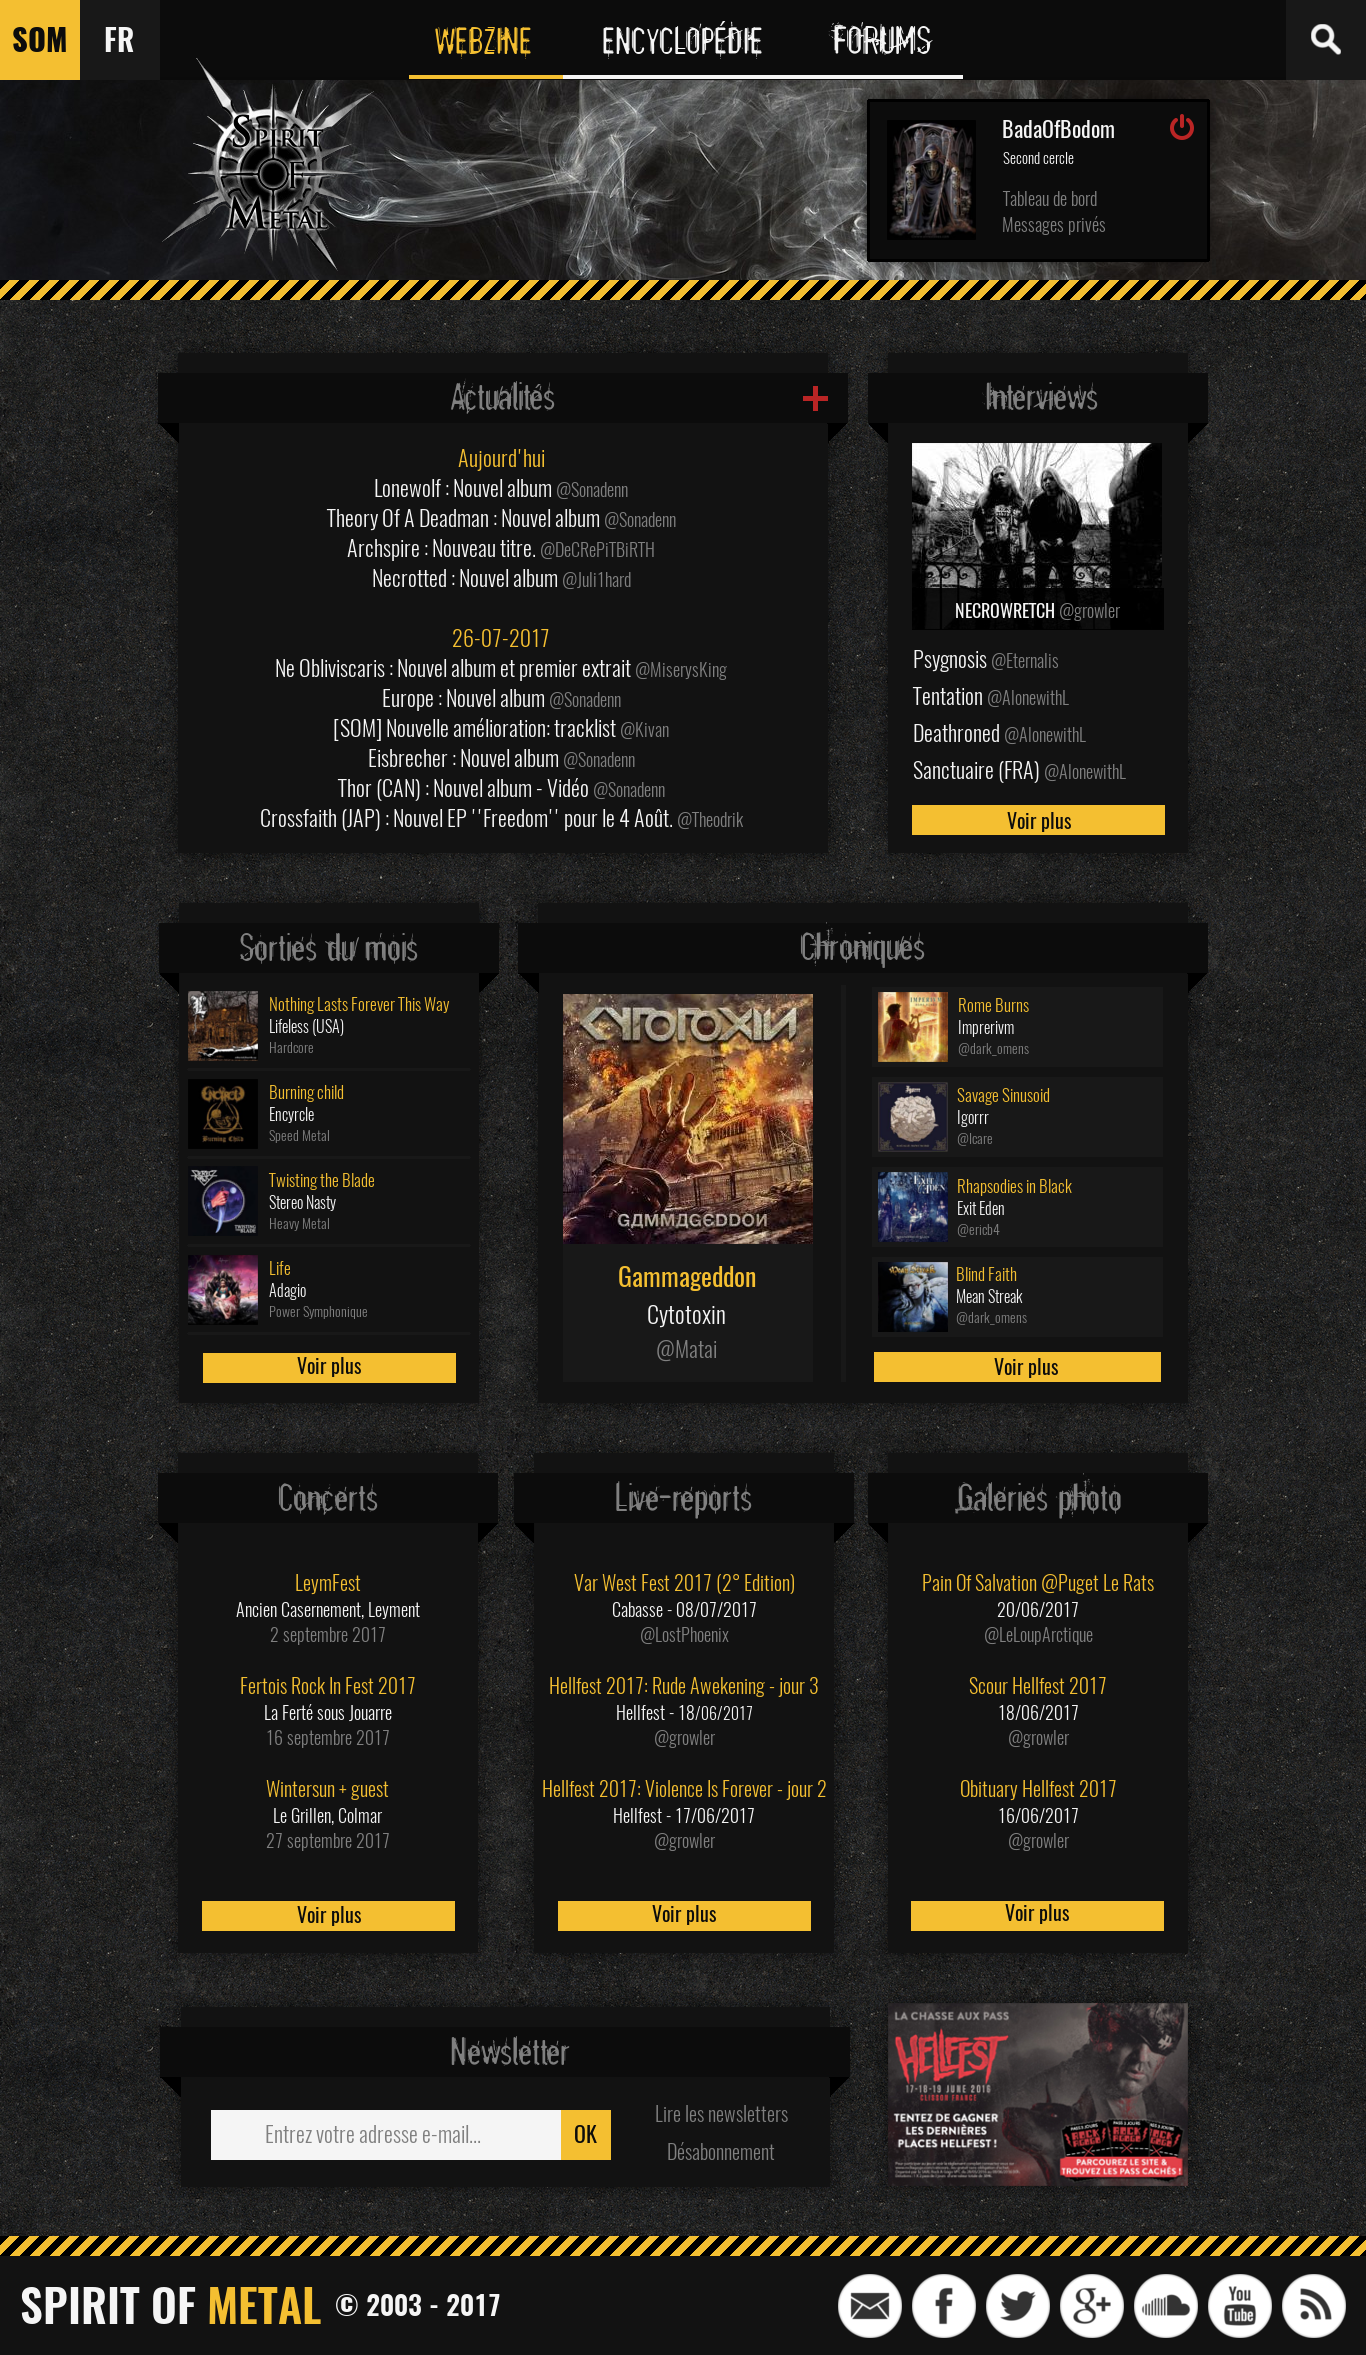 SOM FR WEBZINE ENCYCLOPÉDIE FORUMS
SPIRIT
OF
METAL
BadaOfBodom
Second cercle
Tableau de bord
Messages privés
Actualités
Aujourd'hui
Lonewolf : Nouvel album @Sonadenn
Theory Of A Deadman : Nouvel album @Sonadenn
Archspire : Nouveau titre. @DeCRePiTBiRTH
Necrotted : Nouvel album @Juli1hard
26-07-2017
Ne Obliviscaris : Nouvel album et premier extrait @MiserysKing
Europe : Nouvel album @Sonadenn
[SOM] Nouvelle amélioration: tracklist @Kivan
Eisbrecher : Nouvel album @Sonadenn
Thor (CAN) : Nouvel album - Vidéo @Sonadenn
Crossfaith (JAP) : Nouvel EP ''Freedom'' pour le 4 Août. @Theodrik
Interviews
NECROWRETCH @growler
Psygnosis @Eternalis
Tentation @AlonewithL
Deathroned @AlonewithL
Sanctuaire (FRA) @AlonewithL
Voir plus
Sorties du mois
Nothing Lasts Forever This Way
Lifeless (USA)
Hardcore
Burning child
Encyrcle
Speed Metal
Twisting the Blade
Stereo Nasty
Heavy Metal
Life
Adagio
Power Symphonique
Voir plus
Chroniques
CYTOTOXIN
GAMMAGEDDON
Gammageddon
Cytotoxin
@Matai
Rome Burns
Imprerivm
@dark_omens
Savage Sinusoid
Igorrr
@Icare
Rhapsodies in Black
Exit Eden
@ericb4
Blind Faith
Mean Streak
@dark_omens
Voir plus
Concerts
LeymFest
Ancien Casernement, Leyment
2 septembre 2017
Fertois Rock In Fest 2017
La Ferté sous Jouarre
16 septembre 2017
Wintersun + guest
Le Grillen, Colmar
27 septembre 2017
Voir plus
Live-reports
Var West Fest 2017 (2° Edition)
Cabasse - 08/07/2017
@LostPhoenix
Hellfest 2017: Rude Awekening - jour 3
Hellfest - 18/06/2017
@growler
Hellfest 2017: Violence Is Forever - jour 2
Hellfest - 17/06/2017
@growler
Voir plus
Galeries photo
Pain Of Salvation @Puget Le Rats
20/06/2017
@LeLoupArctique
Scour Hellfest 2017
18/06/2017
@growler
Obituary Hellfest 2017
16/06/2017
@growler
Voir plus
Newsletter
Entrez votre adresse e-mail...
OK
Lire les newsletters
Désabonnement
LA CHASSE AUX PASS
HELLFEST
17-18-19 JUNE 2016
CLISSON FRANCE
TENTEZ DE GAGNER
LES DERNIÈRES
PLACES HELLFEST !
PARCOUREZ LE SITE &
TROUVEZ LES PASS CACHÉS !
SPIRIT OF METAL © 2003 - 2017
You
Tube